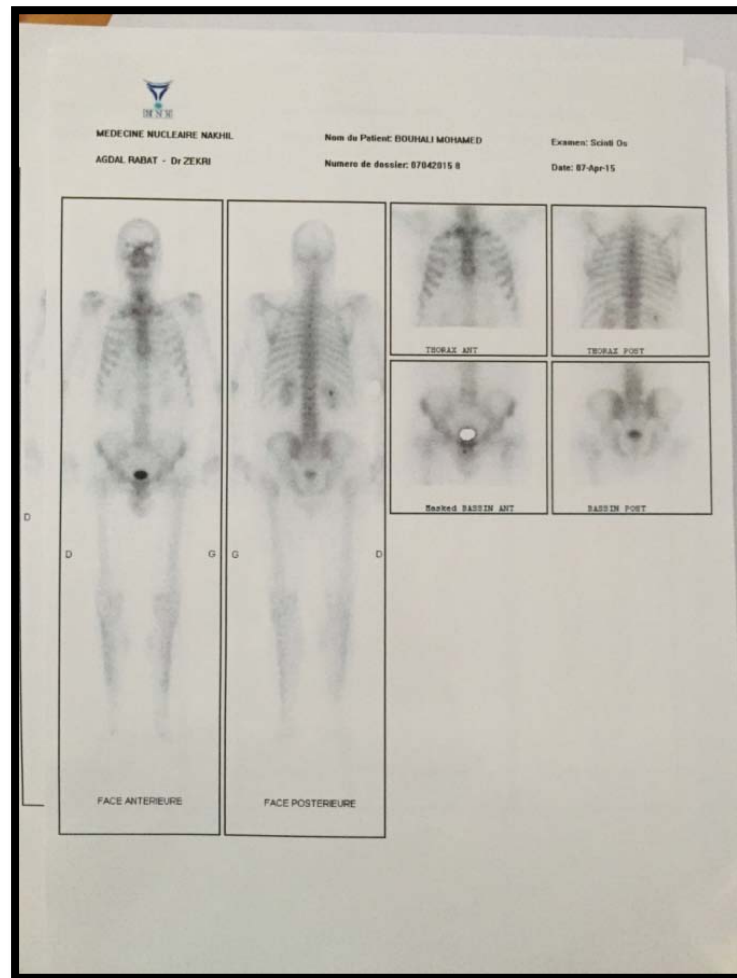 MEDECINE NUCLEAIRE NAKHIL
AGDAL RABAT - Dr ZEKRI
Nom du Patient: BOUHALI MOHAMED
Numero de dossier: 07042015 8
Examen: Scinti Os
Date: 07-Apr-15
D
D
G
G
D
FACE ANTERIEURE
FACE POSTERIEURE
THORAX ANT
THORAX POST
Masked BASSIN ANT
BASSIN POST